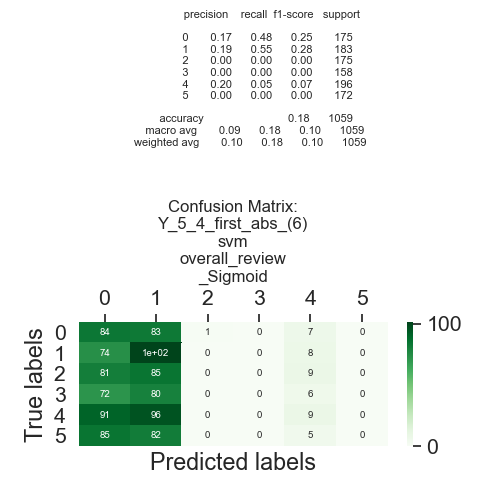 precision recall f1-score support
0 0.17 0.48 0.25 175
1 0.19 0.55 0.28 183
2 0.00 0.00 0.00 175
3 0.00 0.00 0.00 158
4 0.20 0.05 0.07 196
5 0.00 0.00 0.00 172
accuracy 0.18 1059
macro avg 0.09 0.18 0.10 1059
weighted avg 0.10 0.18 0.10 1059
Confusion Matrix:
Y_5_4_first_abs_(6)
svm
overall_review
_Sigmoid
0 1 2 3 4 5
0 84 83 1 0 7 0
1 74 1e+02 0 0 8 0
2 81 85 0 0 9 0
3 72 80 0 0 6 0
4 91 96 0 0 9 0
5 85 82 0 0 5 0
True labels
Predicted labels
100
0